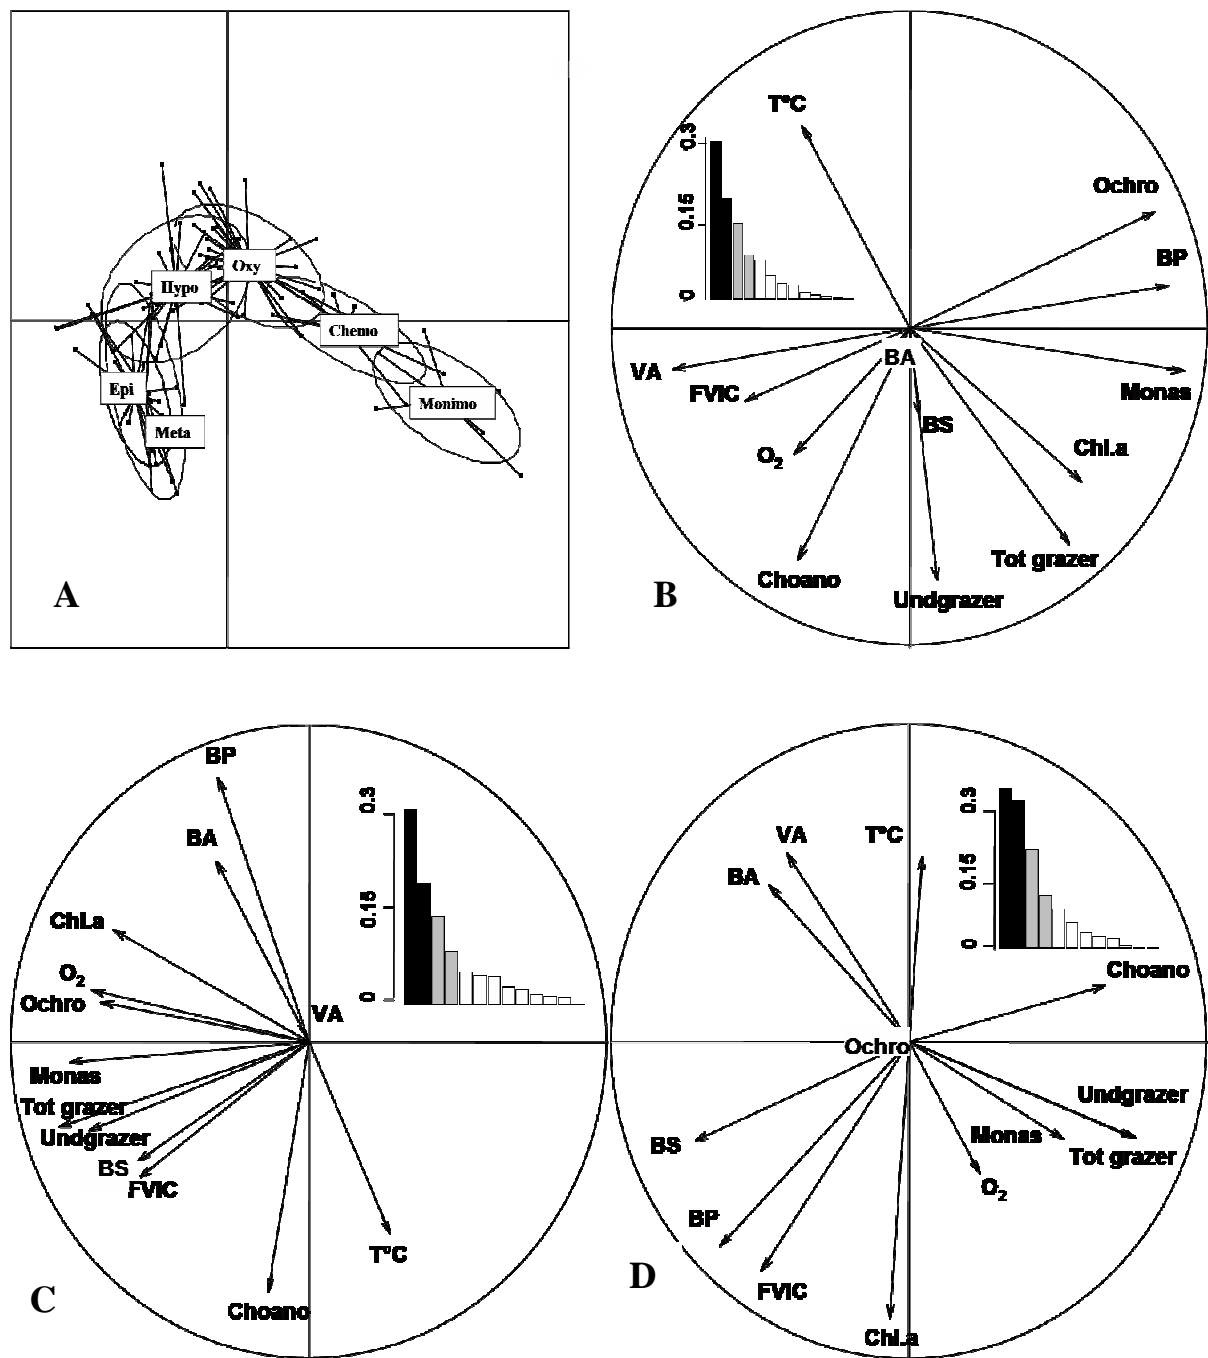 Oxy
Hypo
Chemo
Epi
Monimo
Meta
A
T°C
0.3
0.15
0
Ochro
BP
BA
VA
FVIC
Monas
BS
O2
Chl.a
Tot grazer
Choano
Undgrazer
B
BP
BA
0.3
0.15
0
Chl.a
O2
Ochro
VA
Monas
Tot grazer
Undgrazer
BS
FVIC
T°C
Choano
C
VA
T°C
BA
0.3
0.15
0
Choano
Ochro
Undgrazer
Monas
BS
Tot grazer
O2
BP
FVIC
Chl.a
D